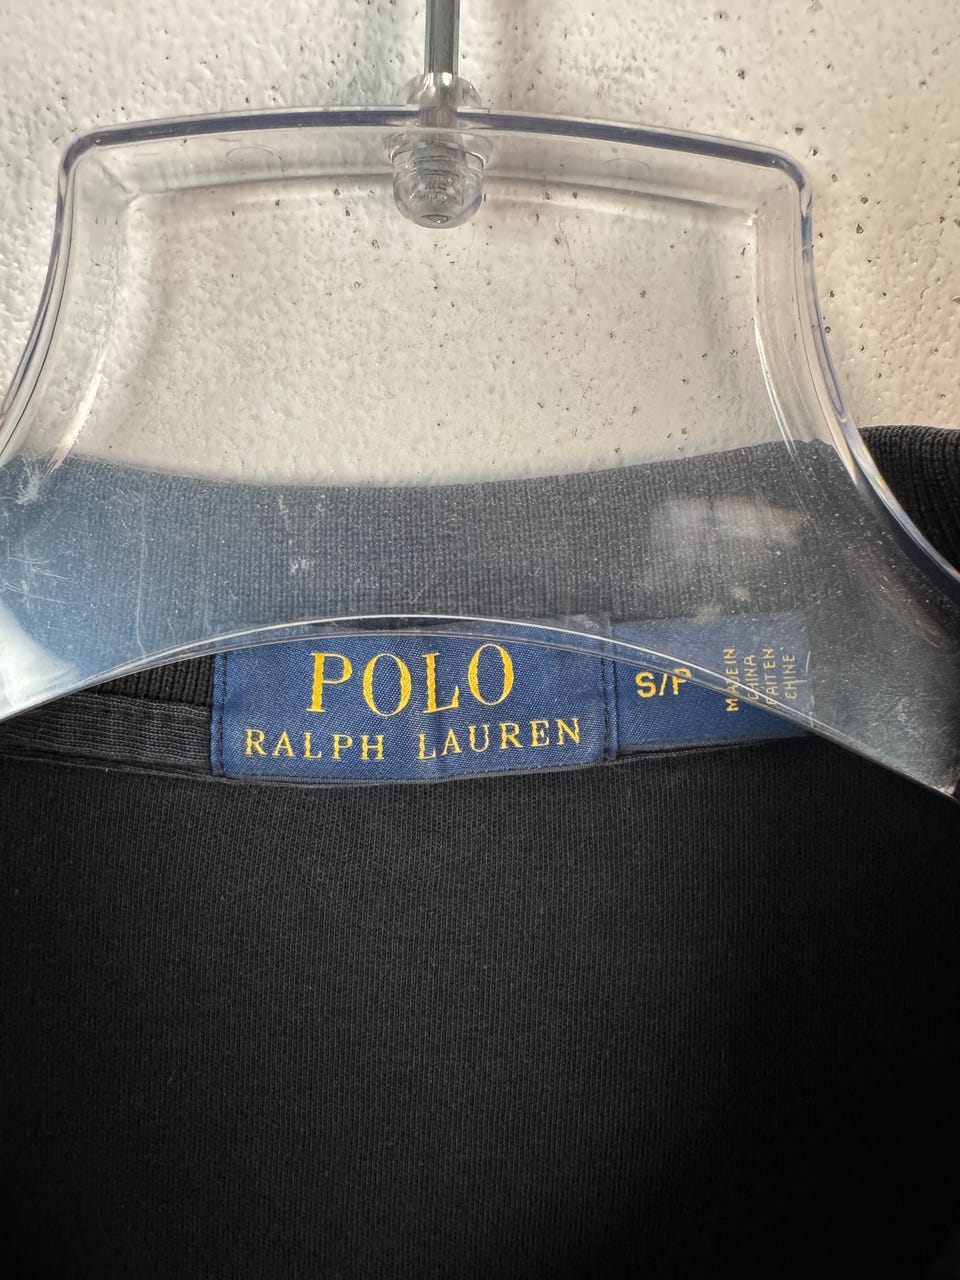 POLO
RALPH LAUREN
S/P
MADE IN
CHINA
FAIT EN
CHINE